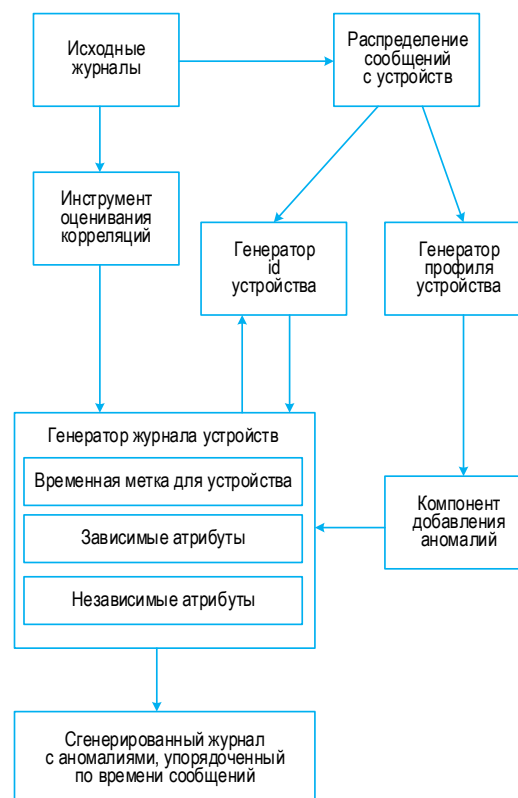 Исходные
журналы
Распределение
сообщений
с устройств
Инструмент
оценивания
корреляций
Генератор
id
устройства
Генератор
профиля
устройства
Генератор журнала устройств
Временная метка для устройства
Зависимые атрибуты
Независимые атрибуты
Компонент
добавления
аномалий
Сгенерированный журнал
с аномалиями, упорядоченный
по времени сообщений